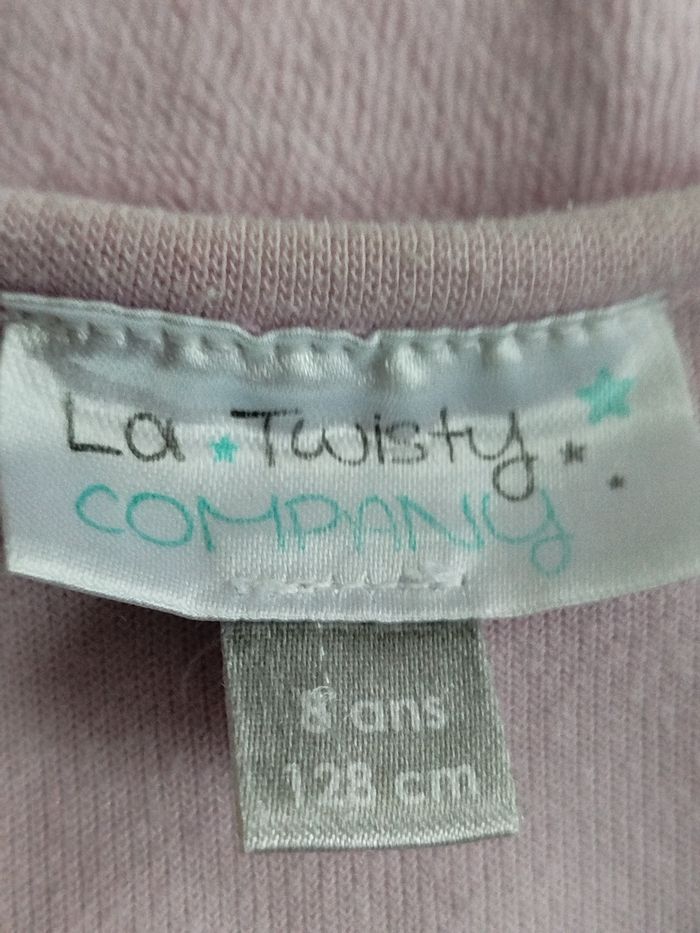 La Twisty
COMPANY
8 ans
128 cm